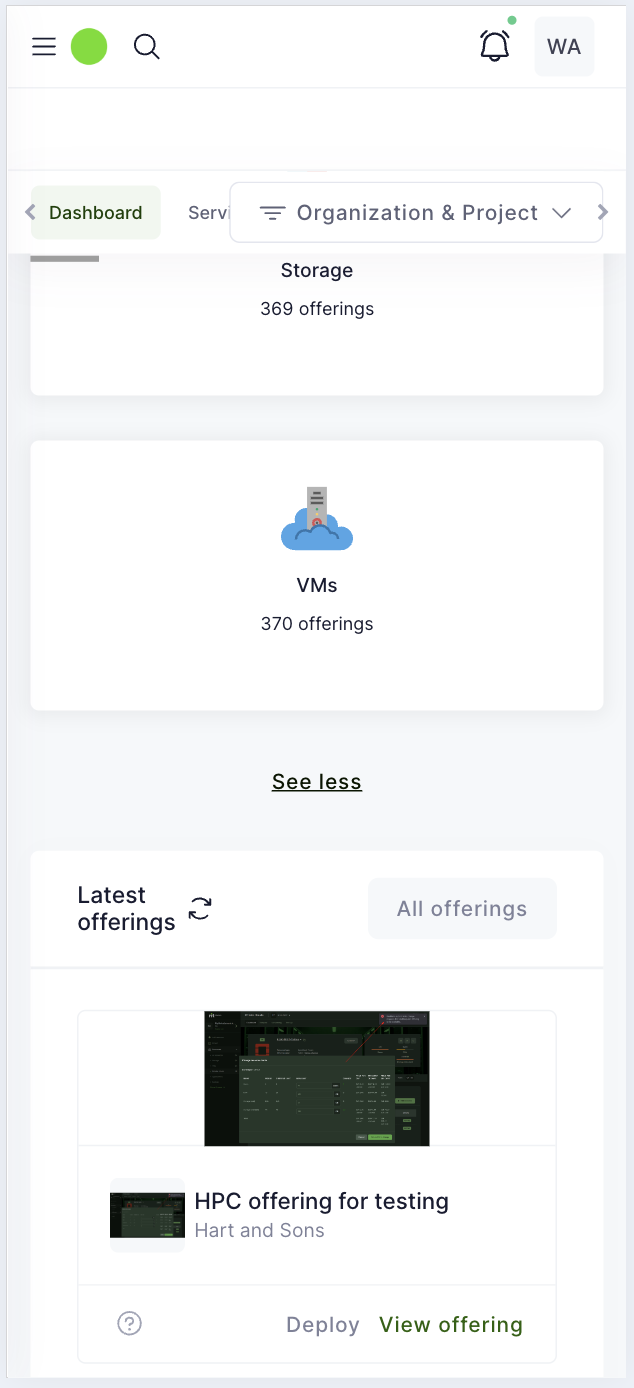 WA
Dashboard
Servi
Organization & Project
Storage
369 offerings
VMs
370 offerings
See less
Latest
offerings
All offerings
HPC offering for testing
Hart and Sons
Deploy
View offering